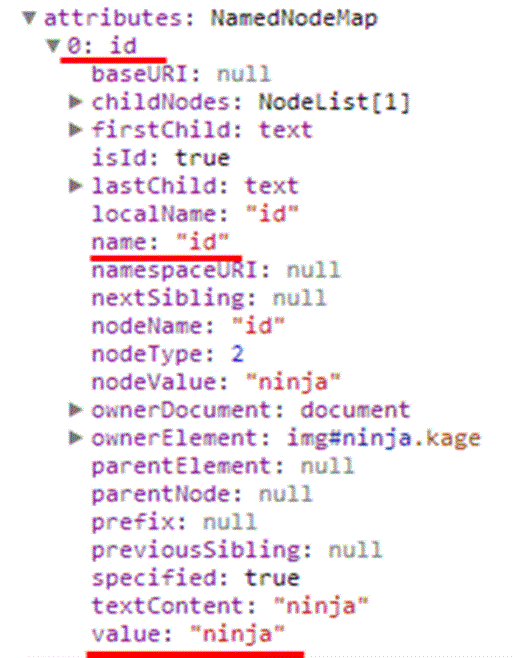 ▼ attributes: NamedNodeMap
▼ 0: id
baseURI: null
▶ childNodes: NodeList[1]
▶ firstChild: text
isId: true
▶ lastChild: text
localName: "id"
name: "id"
namespaceURI: null
nextSibling: null
nodeName: "id"
nodeType: 2
nodeValue: "ninja"
▶ ownerDocument: document
▶ ownerElement: img#ninja.kage
parentElement: null
parentNode: null
prefix: null
previousSibling: null
specified: true
textContent: "ninja"
value: "ninja"